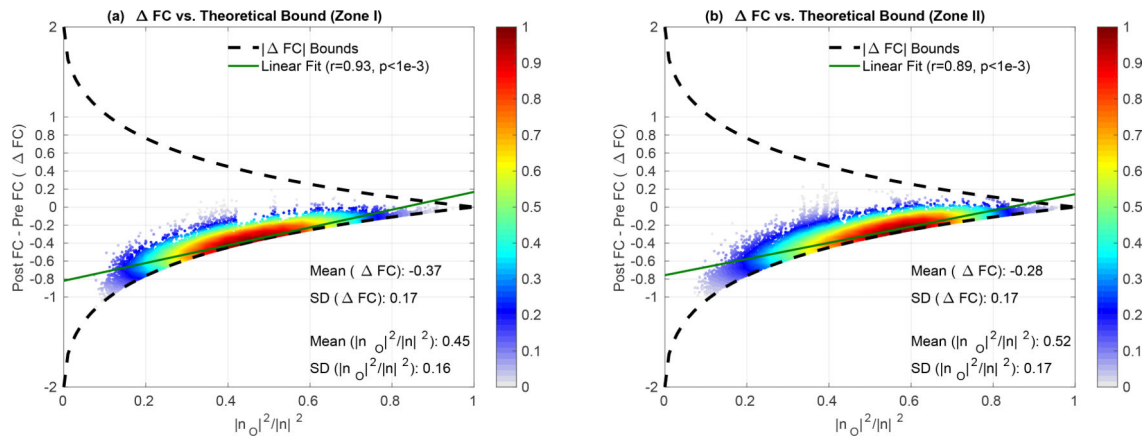 (a) Δ FC vs. Theoretical Bound (Zone I)
|Δ FC| Bounds
Linear Fit (r=0.93, p<1e-3)
Post FC - Pre FC ( Δ FC)
2
1
0.8
0.6
0.4
0.2
0
-0.2
-0.4
-0.6
-0.8
-1
-2
Mean ( Δ FC): -0.37
SD ( Δ FC): 0.17
Mean (|n O|2/|n| 2): 0.45
SD (|n O|2/|n| 2): 0.16
0 0.2 0.4 0.6 0.8 1
|n O|2/|n| 2
1
0.9
0.8
0.7
0.6
0.5
0.4
0.3
0.2
0.1
0
(b) Δ FC vs. Theoretical Bound (Zone II)
|Δ FC| Bounds
Linear Fit (r=0.89, p<1e-3)
Post FC - Pre FC ( Δ FC)
2
1
0.8
0.6
0.4
0.2
0
-0.2
-0.4
-0.6
-0.8
-1
-2
Mean ( Δ FC): -0.28
SD ( Δ FC): 0.17
Mean (|n O|2/|n| 2): 0.52
SD (|n O|2/|n| 2): 0.17
0 0.2 0.4 0.6 0.8 1
|n O|2/|n| 2
1
0.9
0.8
0.7
0.6
0.5
0.4
0.3
0.2
0.1
0